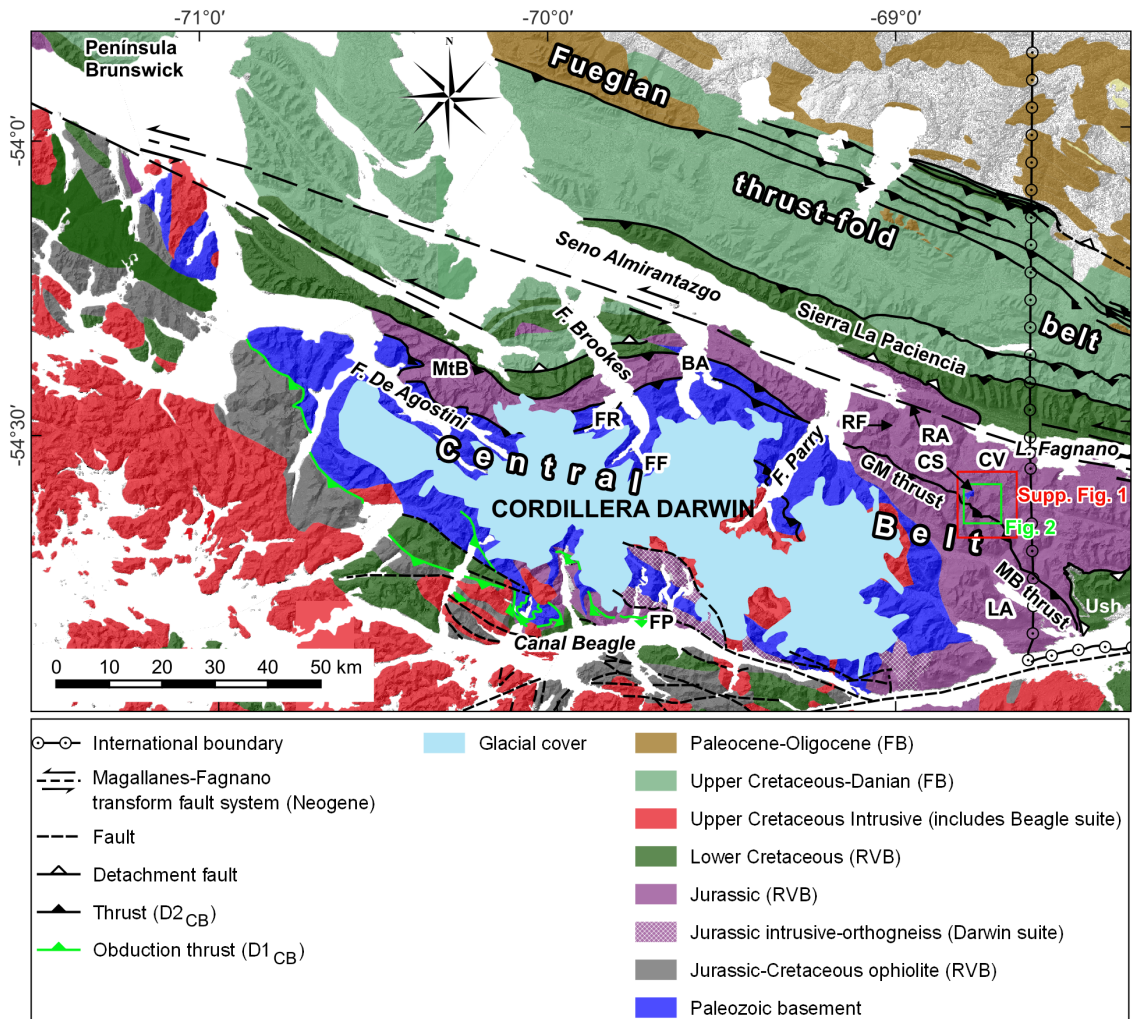 -71°0'
-70°0'
-69°0'
Península
Brunswick
N
Fuegian
-54°0'
thrust-fold
Seno Almirantazgo
Sierra La Paciencia
belt
F. Brookes
MtB
BA
F. De Agostini
-54°30'
FR
RF
RA
L. Fagnano
Central
FF
F. Parry
CS
CV
GM thrust
Supp. Fig. 1
CORDILLERA DARWIN
Belt
Fig. 2
MB thrust
Ush
LA
FP
Canal Beagle
0 10 20 30 40 50 km
International boundary
Magallanes-Fagnano
transform fault system (Neogene)
Fault
Detachment fault
Thrust (D2CB)
Obduction thrust (D1CB)
Glacial cover
Paleocene-Oligocene (FB)
Upper Cretaceous-Danian (FB)
Upper Cretaceous Intrusive (includes Beagle suite)
Lower Cretaceous (RVB)
Jurassic (RVB)
Jurassic intrusive-orthogneiss (Darwin suite)
Jurassic-Cretaceous ophiolite (RVB)
Paleozoic basement